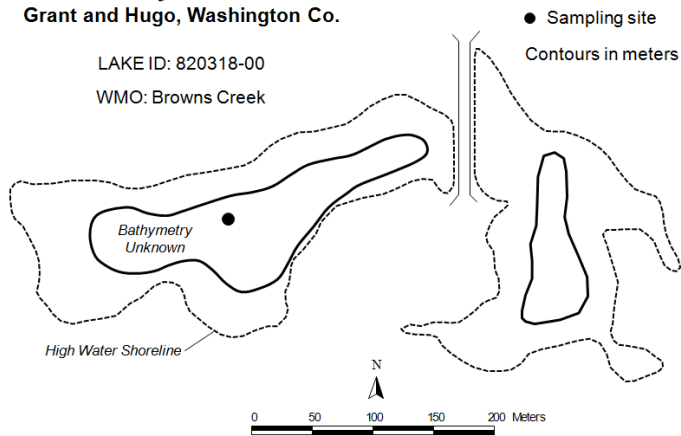 Grant and Hugo, Washington Co.
Sampling site
LAKE ID: 820318-00
Contours in meters
WMO: Browns Creek
Bathymetry
Unknown
High Water Shoreline
N
0 50 100 150 200 Meters